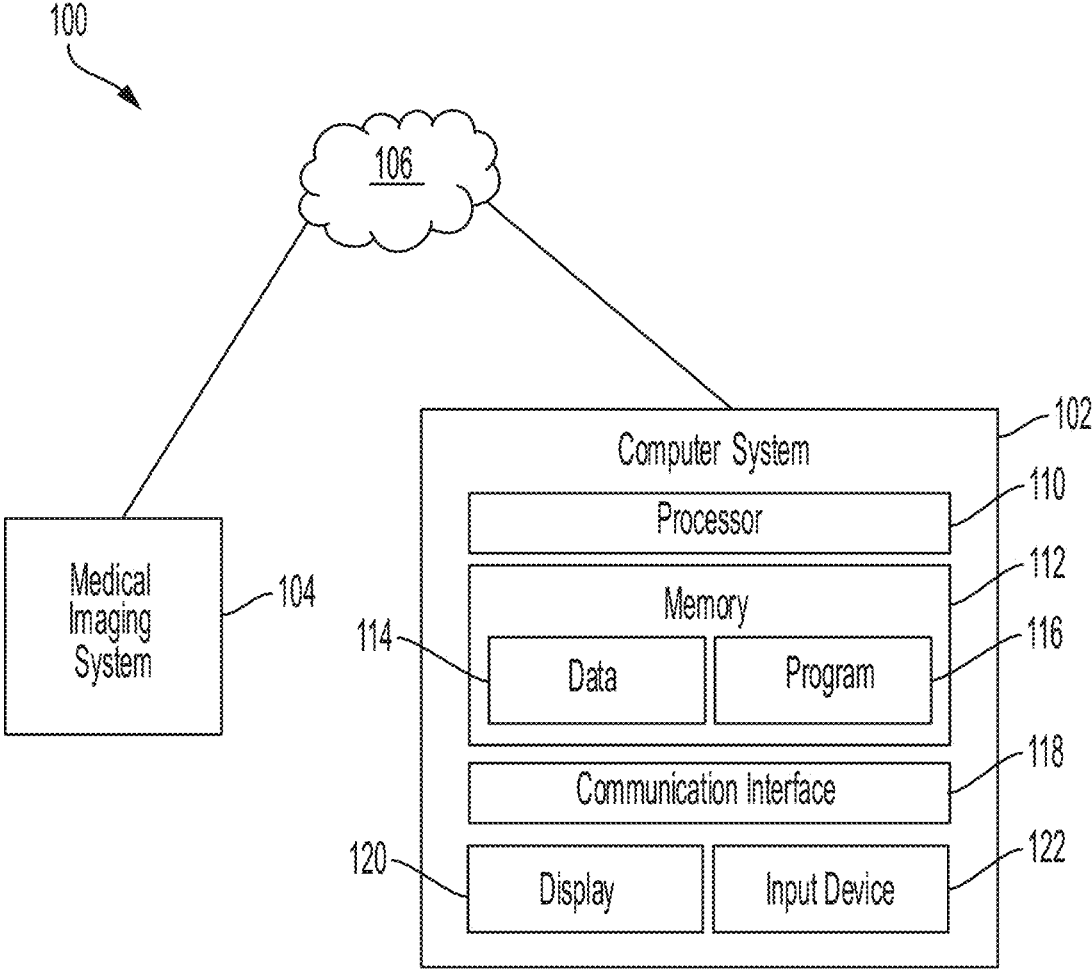 100
106
102
Computer System
110
Processor
Medical
Imaging
System
104
112
Memory
114
116
Data
Program
118
Communication Interface
120
122
Display
Input Device